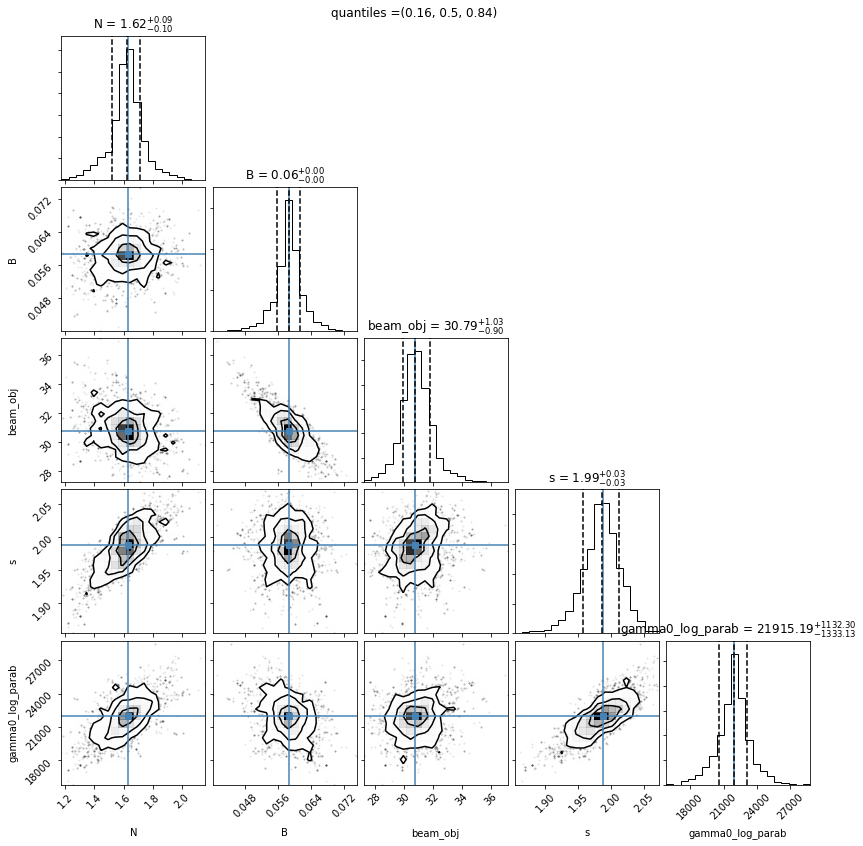 quantiles =(0.16, 0.5, 0.84)
N = 1.62+0.09−0.10
B = 0.06+0.00−0.00
0.072
0.064
0.056
0.048
B
beam_obj = 30.79+1.03−0.90
36
34
31
30
28
beam_obj
s = 1.99+0.03−0.03
2.05
2.00
1.95
1.90
s
gamma0_log_parab = 21915.19+1132.30−1333.13
27000
24000
21000
18000
gamma0_log_parab
1.2 1.4 1.6 1.8 2.0
0.048 0.056 0.064 0.072
28 30 32 34 36
1.90 1.95 2.00 2.05
18000 21000 24000 27000
N
B
beam_obj
s
gamma0_log_parab